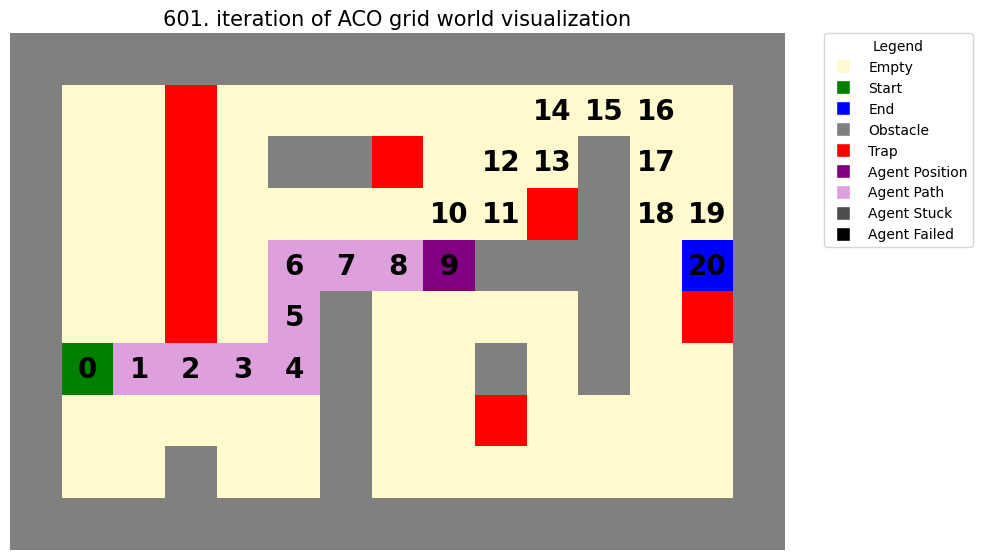 601. iteration of ACO grid world visualization
Legend
Empty
Start
End
Obstacle
Trap
Agent Position
Agent Path
Agent Stuck
Agent Failed
14 15 16
12 13 17
10 11 18 19
6 7 8 9 20
5
0 1 2 3 4